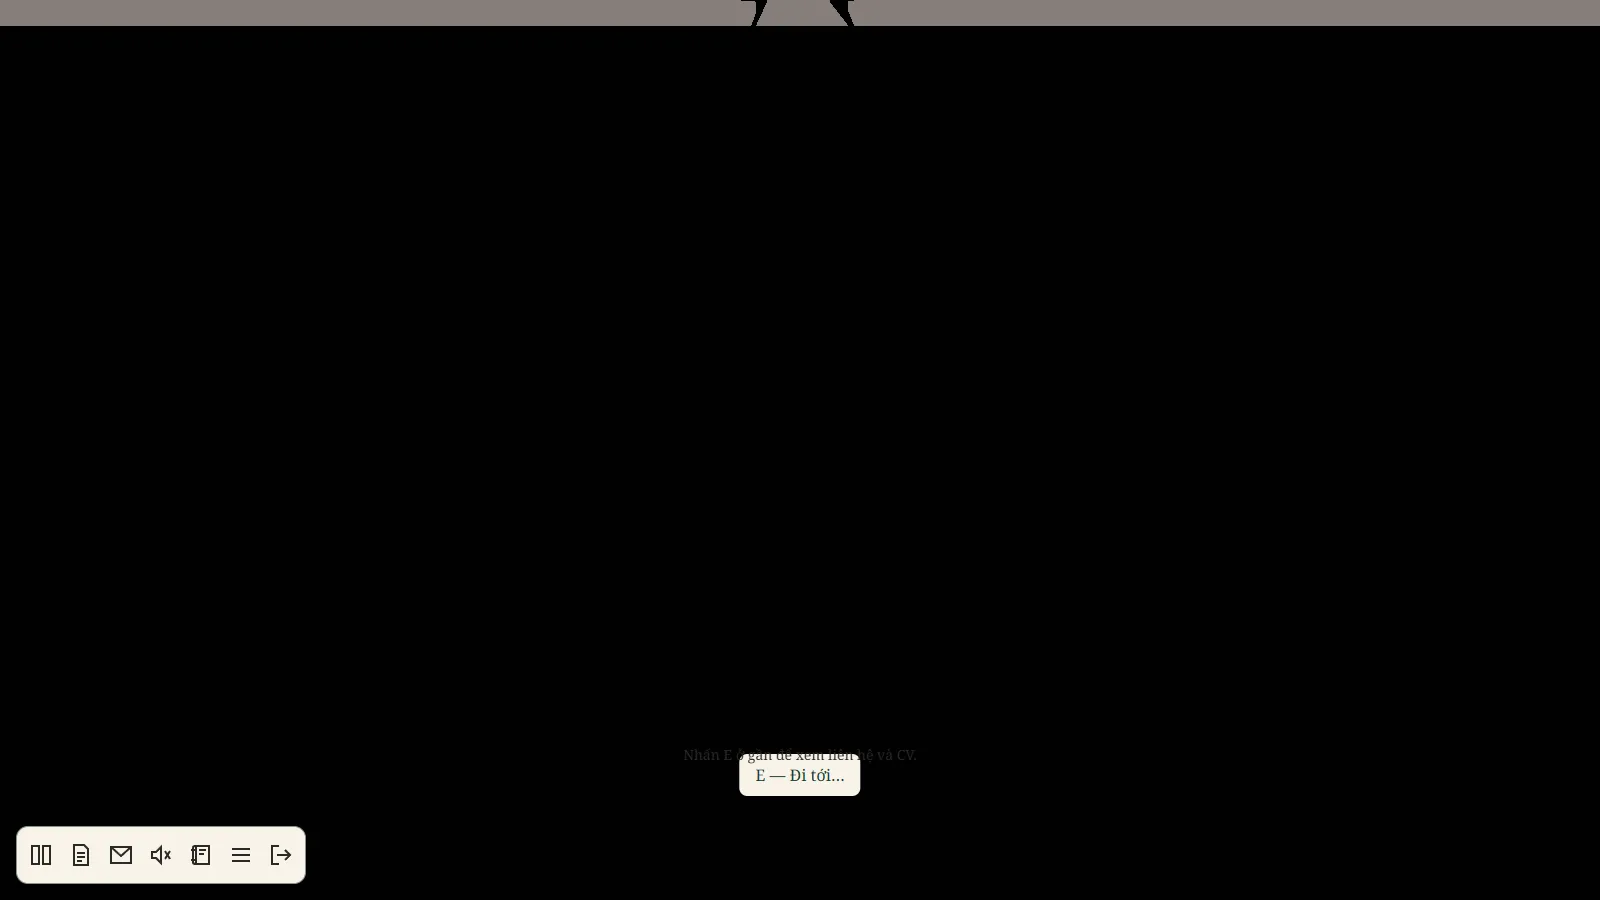 Nhấn E ở gần để xem liên hệ và CV.
E — Đi tới...